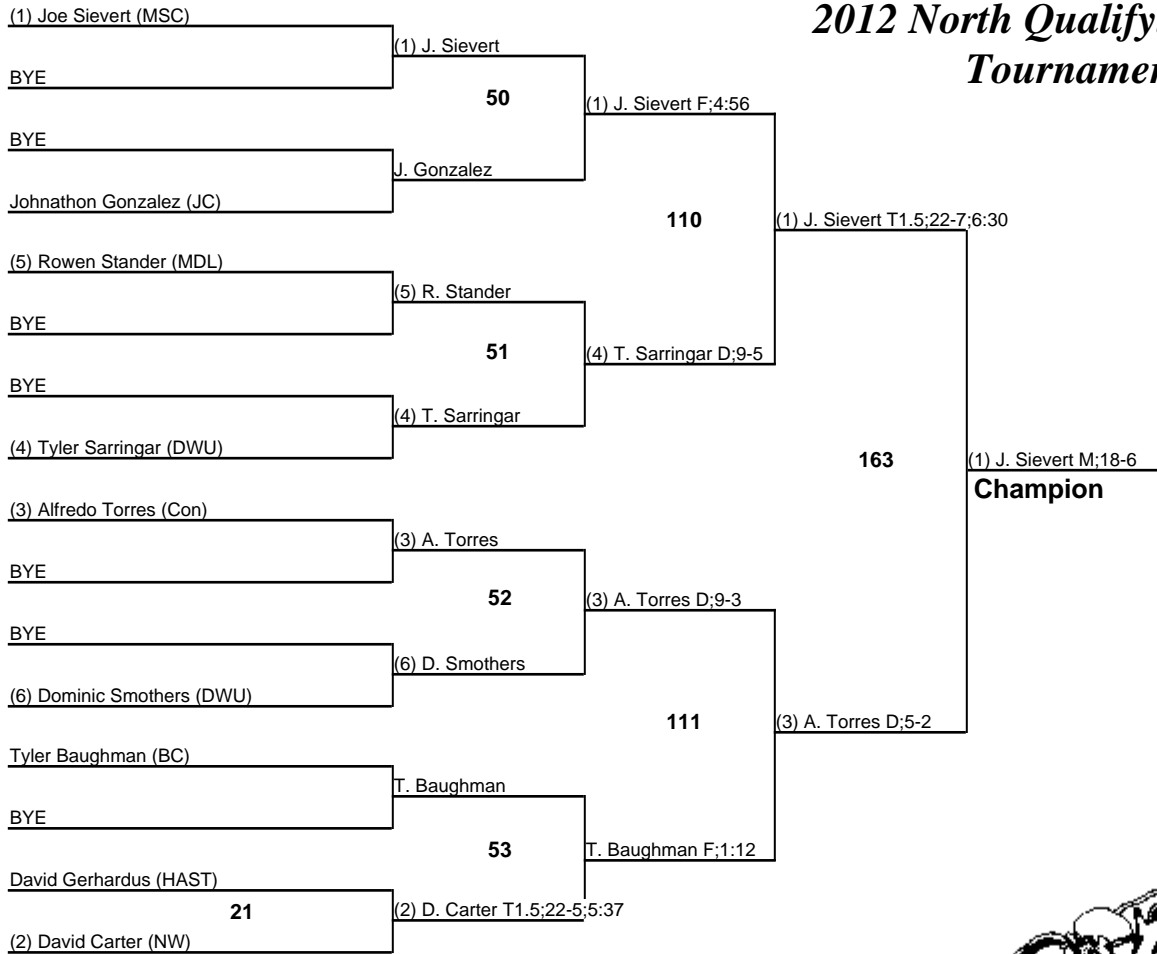 2012 North Qualify
Tournamen
(1) Joe Sievert (MSC)
BYE
BYE
Johnathon Gonzalez (JC)
(5) Rowen Stander (MDL)
BYE
BYE
(4) Tyler Sarringar (DWU)
(3) Alfredo Torres (Con)
BYE
BYE
(6) Dominic Smothers (DWU)
Tyler Baughman (BC)
BYE
David Gerhardus (HAST)
21
(2) David Carter (NW)
(1) J. Sievert
50
J. Gonzalez
(5) R. Stander
51
(4) T. Sarringar
(3) A. Torres
52
(6) D. Smothers
T. Baughman
53
(2) D. Carter T1.5;22-5;5:37
(1) J. Sievert F;4:56
110
(4) T. Sarringar D;9-5
(3) A. Torres D;9-3
111
T. Baughman F;1:12
(1) J. Sievert T1.5;22-7;6:30
163
(3) A. Torres D;5-2
(1) J. Sievert M;18-6
Champion